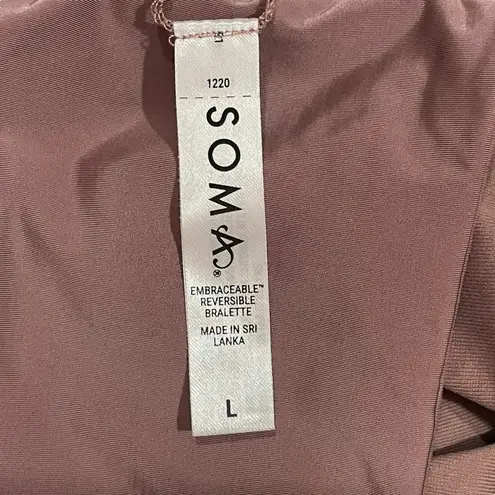 1220
SOMA®
EMBRACEABLE™
REVERSIBLE
BRALETTE
MADE IN SRI
LANKA
L